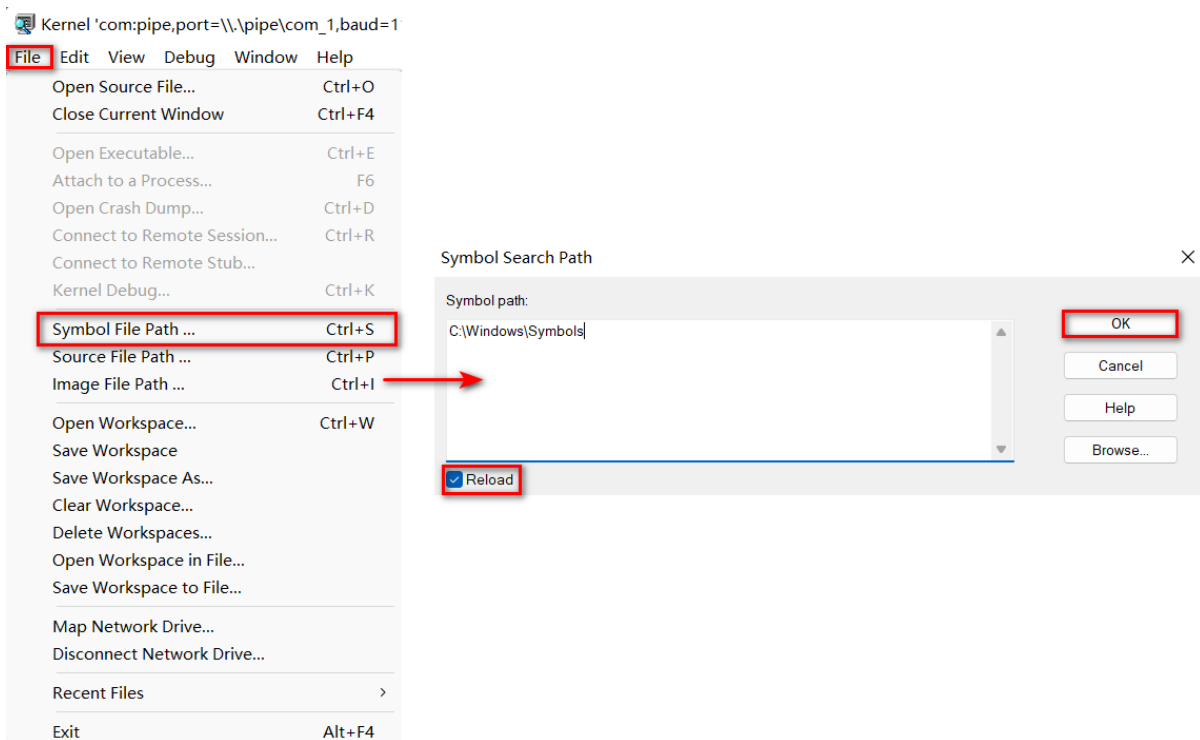 Kernel 'com:pipe,port=\\.\pipe\com_1,baud=1
File Edit View Debug Window Help
Open Source File... Ctrl+O
Close Current Window Ctrl+F4
Open Executable... Ctrl+E
Attach to a Process... F6
Open Crash Dump... Ctrl+D
Connect to Remote Session... Ctrl+R
Connect to Remote Stub...
Kernel Debug... Ctrl+K
Symbol File Path ... Ctrl+S
Source File Path ... Ctrl+P
Image File Path ... Ctrl+I
Open Workspace... Ctrl+W
Save Workspace
Save Workspace As...
Clear Workspace...
Delete Workspaces...
Open Workspace in File...
Save Workspace to File...
Map Network Drive...
Disconnect Network Drive...
Recent Files
Exit Alt+F4
Symbol Search Path
Symbol path:
C:\Windows\Symbols
OK
Cancel
Help
Browse...
Reload